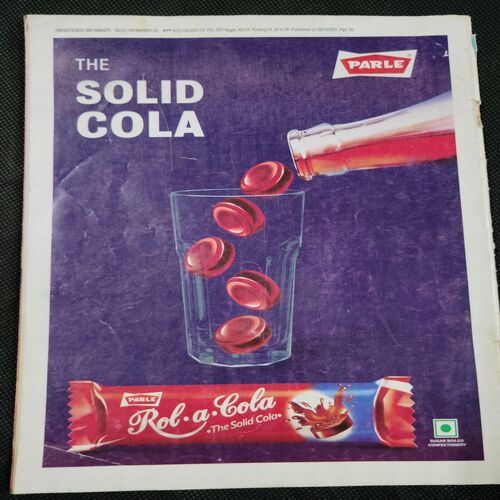 THE
SOLID
COLA
PARLE
PARLE
Rol·a·Cola
•The Solid Cola•
SUGAR BOILED
CONFECTIONERY